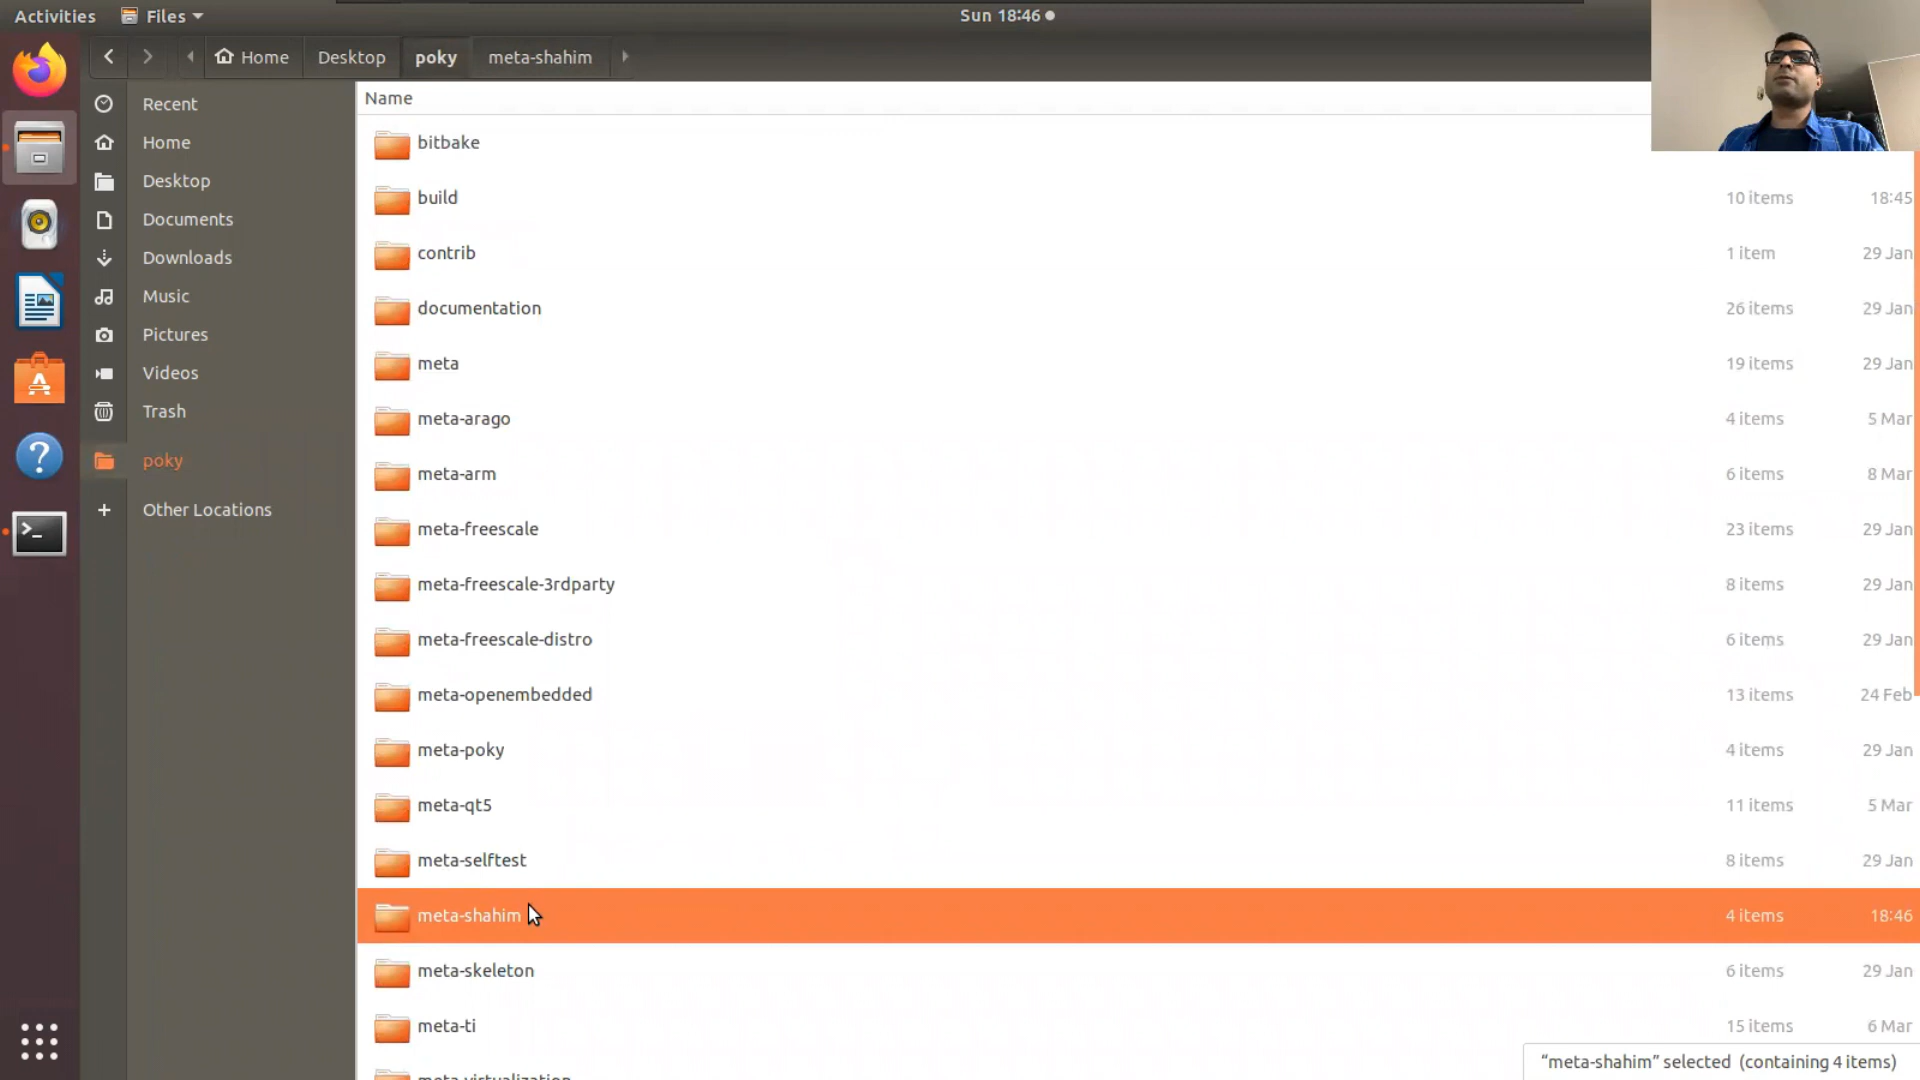 Activities Files Sun 18:46
Home Desktop poky meta-shahim
Recent
Home
Desktop
Documents
Downloads
Music
Pictures
Videos
Trash
poky
Other Locations
Name
bitbake
build 10 items 18:45
contrib 1 item 29 Jan
documentation 26 items 29 Jan
meta 19 items 29 Jan
meta-arago 4 items 5 Mar
meta-arm 6 items 8 Mar
meta-freescale 23 items 29 Jan
meta-freescale-3rdparty 8 items 29 Jan
meta-freescale-distro 6 items 29 Jan
meta-openembedded 13 items 24 Feb
meta-poky 4 items 29 Jan
meta-qt5 11 items 5 Mar
meta-selftest 8 items 29 Jan
meta-shahim 4 items 18:46
meta-skeleton 6 items 29 Jan
meta-ti 15 items 6 Mar
meta-virtualization
“meta-shahim” selected (containing 4 items)